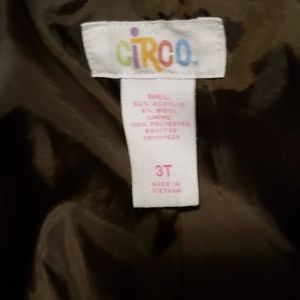 CiRCO
SHELL:
92% ACRYLIC
8% WOOL
LINING:
100% POLYESTER
3T
MADE IN
VIETNAM